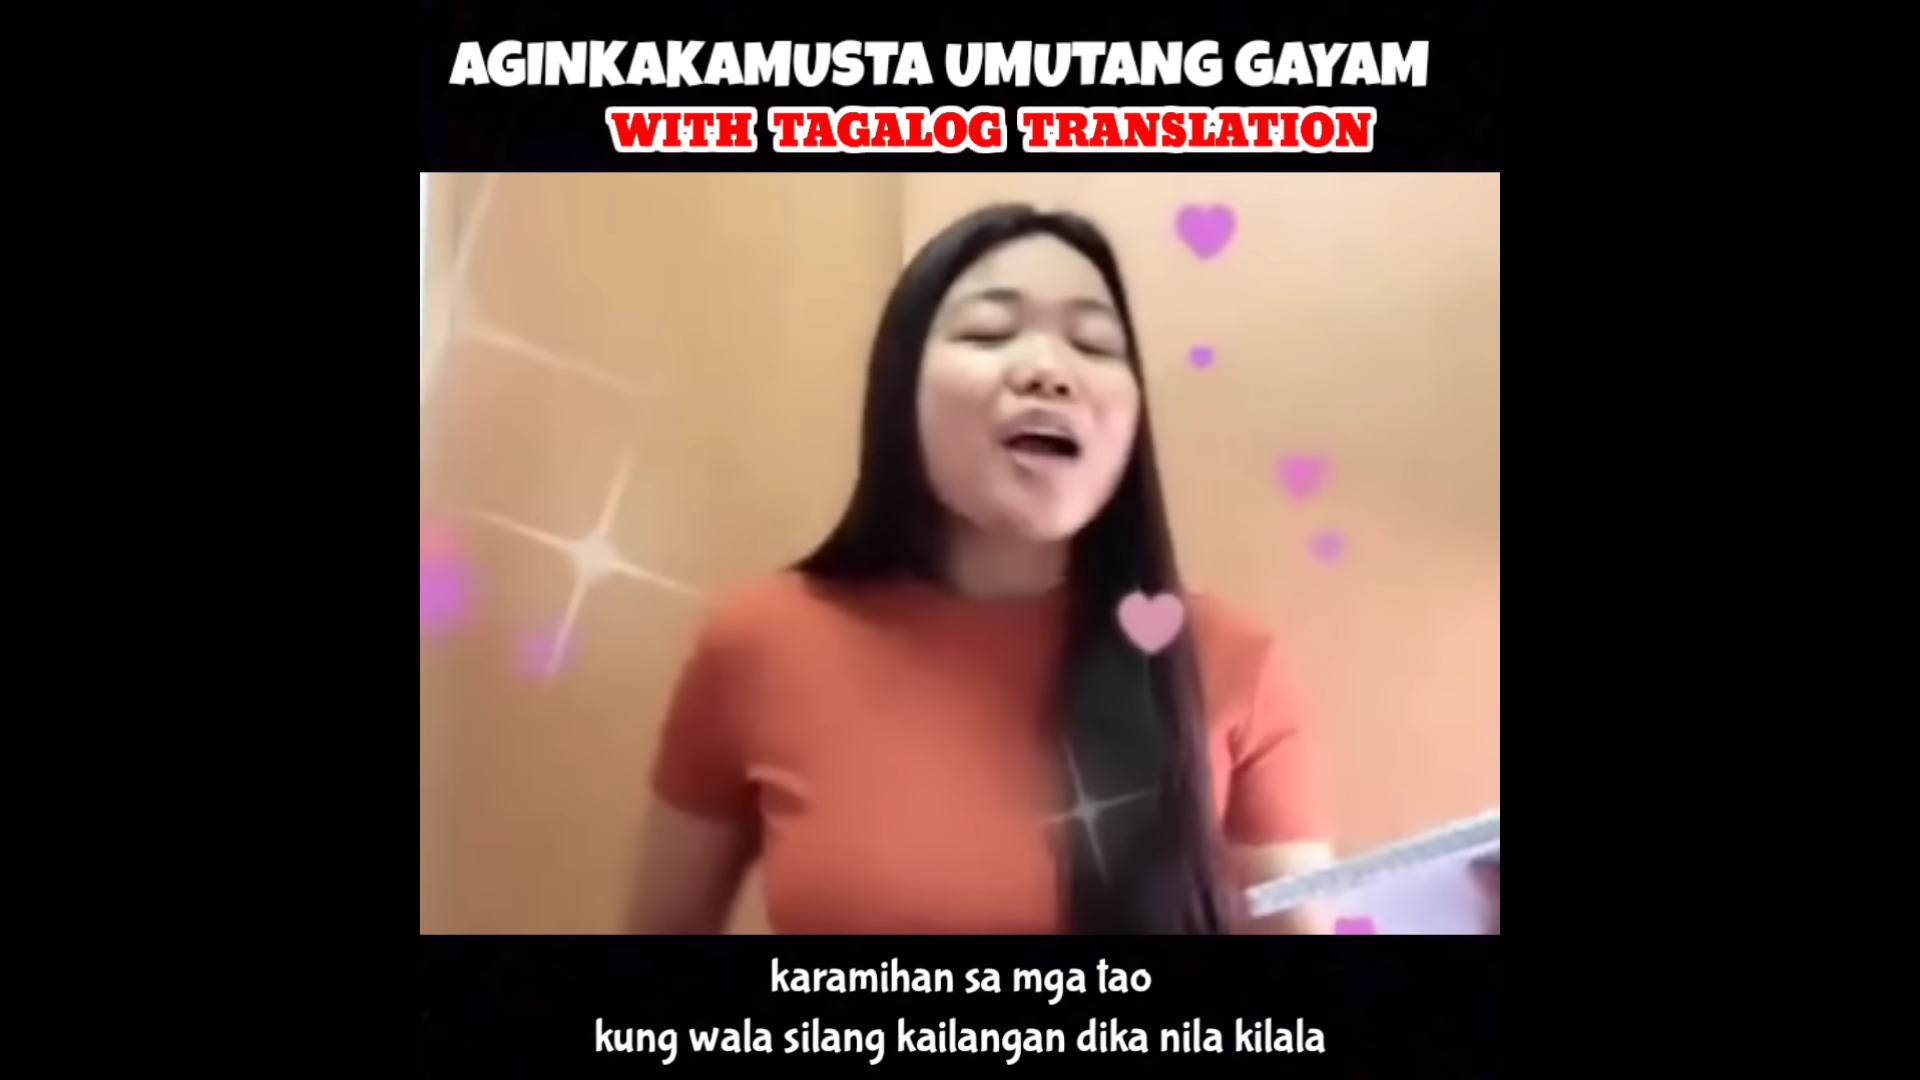 AGINKAKAMUSTA UMUTANG GAYAM
WITH TAGALOG TRANSLATION
karamihan sa mga tao
kung wala silang kailangan dika nila kilala